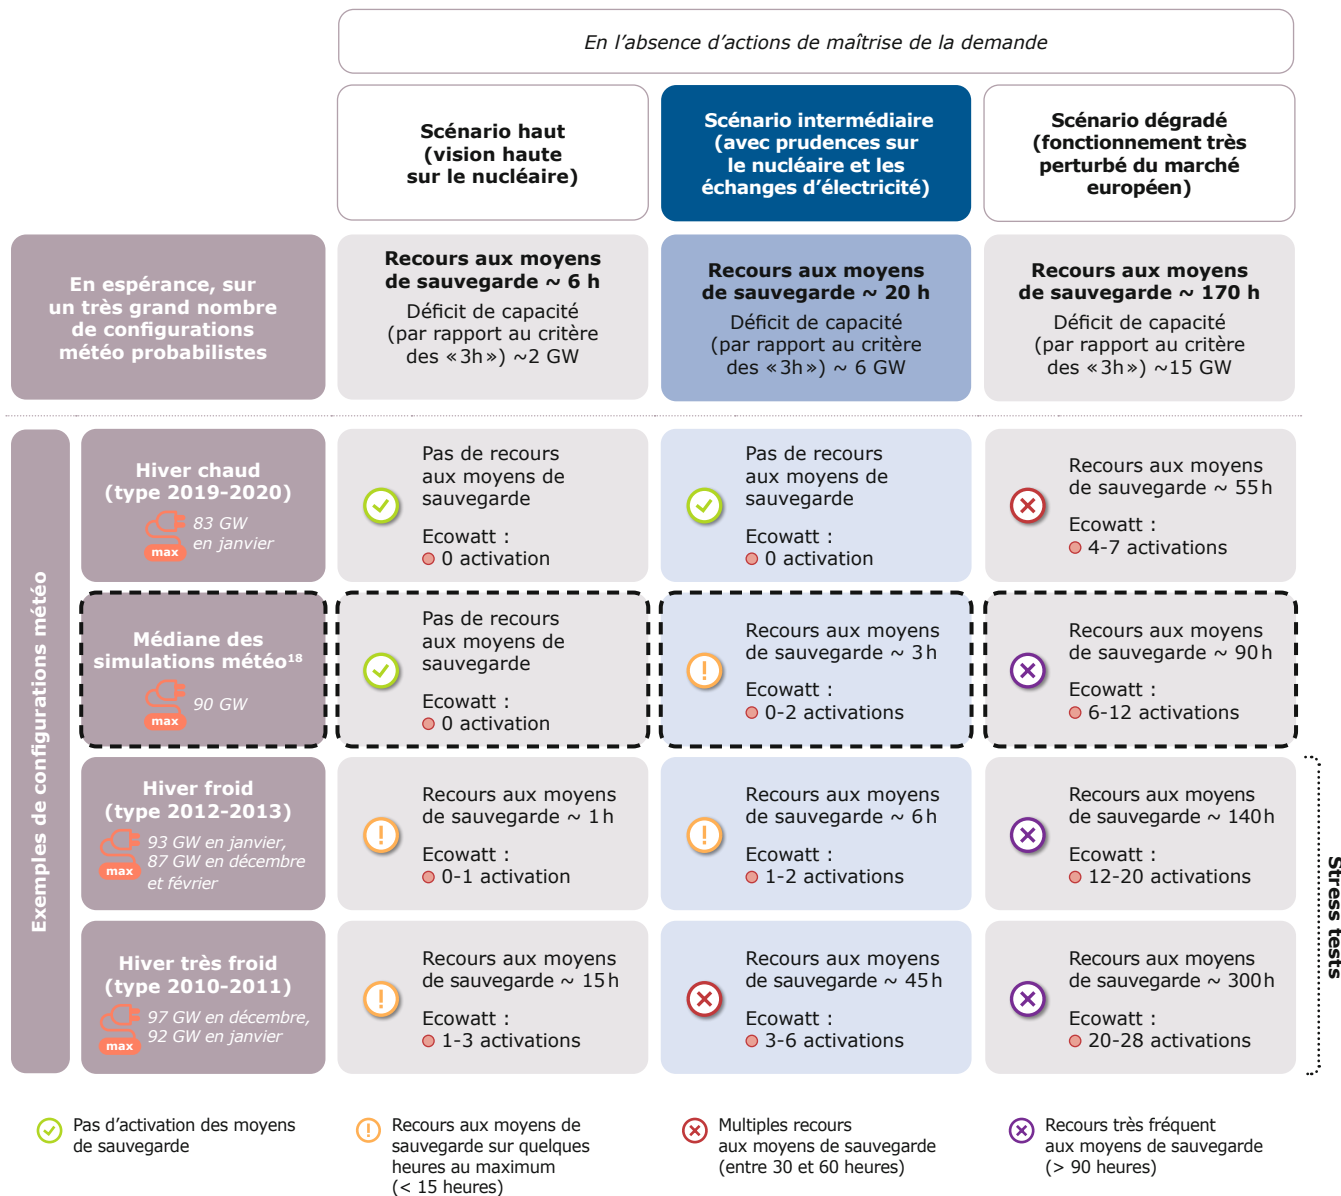 En l’absence d’actions de maîtrise de la demande
Scénario haut
(vision haute
sur le nucléaire)
Scénario intermédiaire
(avec prudences sur
le nucléaire et les
échanges d’électricité)
Scénario dégradé
(fonctionnement très
perturbé du marché
européen)
En espérance, sur
un très grand nombre
de configurations
météo probabilistes
Recours aux moyens
de sauvegarde ~ 6 h
Déficit de capacité
(par rapport au critère
des «3h») ~2 GW
Recours aux moyens
de sauvegarde ~ 20 h
Déficit de capacité
(par rapport au critère
des «3h») ~ 6 GW
Recours aux moyens
de sauvegarde ~ 170 h
Déficit de capacité
(par rapport au critère
des «3h») ~15 GW
Exemples de configurations météo
Hiver chaud
(type 2019-2020)
max
83 GW
en janvier
Pas de recours
aux moyens de
sauvegarde
Ecowatt :
0 activation
Pas de recours
aux moyens de
sauvegarde
Ecowatt :
0 activation
Recours aux moyens
de sauvegarde ~ 55h
Ecowatt :
4-7 activations
Médiane des
simulations météo¹⁸
max
90 GW
Pas de recours
aux moyens de
sauvegarde
Ecowatt :
0 activation
Recours aux moyens
de sauvegarde ~ 3h
Ecowatt :
0-2 activations
Recours aux moyens
de sauvegarde ~ 90h
Ecowatt :
6-12 activations
Hiver froid
(type 2012-2013)
max
93 GW en janvier,
87 GW en décembre
et février
Recours aux moyens
de sauvegarde ~ 1h
Ecowatt :
0-1 activation
Recours aux moyens
de sauvegarde ~ 6h
Ecowatt :
1-2 activations
Recours aux moyens
de sauvegarde ~ 140h
Ecowatt :
12-20 activations
Hiver très froid
(type 2010-2011)
max
97 GW en décembre,
92 GW en janvier
Recours aux moyens
de sauvegarde ~ 15h
Ecowatt :
1-3 activations
Recours aux moyens
de sauvegarde ~ 45h
Ecowatt :
3-6 activations
Recours aux moyens
de sauvegarde ~ 300h
Ecowatt :
20-28 activations
Stress tests
Pas d’activation des moyens
de sauvegarde
Recours aux moyens de
sauvegarde sur quelques
heures au maximum
(< 15 heures)
Multiples recours
aux moyens de sauvegarde
(entre 30 et 60 heures)
Recours très fréquent
aux moyens de sauvegarde
(> 90 heures)